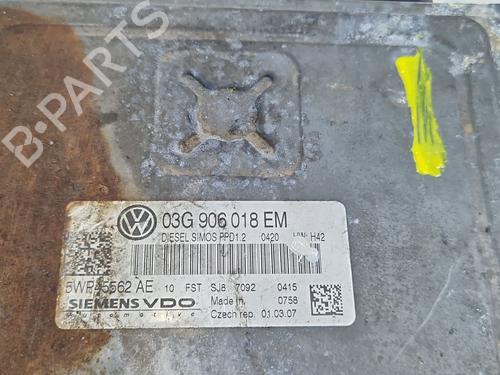 B-PARTS
03G 906 018 EM
DIESEL SIMOS PPD1.2 0420 H42
5WP45562 AE 10 FST SJ8 7092 0415
SIEMENS VDO Made in 0758
Automotive Czech rep. 01.03.07